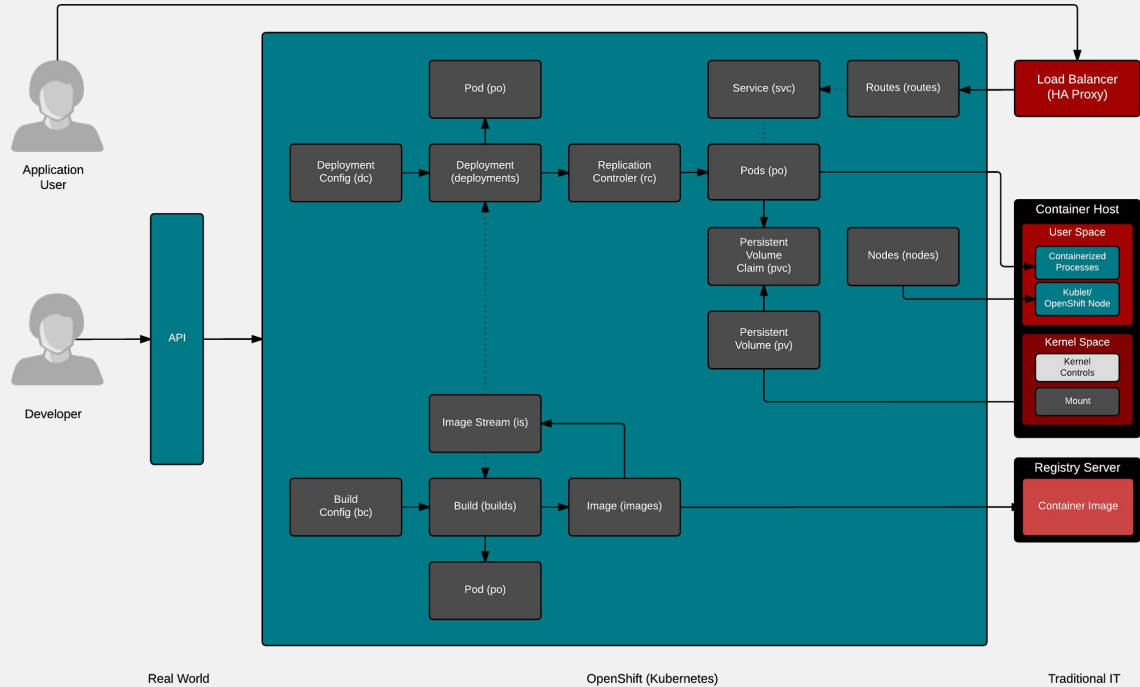 Application
User
Developer
API
Pod (po)
Service (svc)
Routes (routes)
Load Balancer
(HA Proxy)
Deployment
Config (dc)
Deployment
(deployments)
Replication
Controler (rc)
Pods (po)
Persistent
Volume
Claim (pvc)
Nodes (nodes)
Persistent
Volume (pv)
Container Host
User Space
Containerized
Processes
Kublet/
OpenShift Node
Kernel Space
Kernel
Controls
Mount
Image Stream (is)
Build
Config (bc)
Build (builds)
Image (images)
Pod (po)
Registry Server
Container Image
Real World
OpenShift (Kubernetes)
Traditional IT